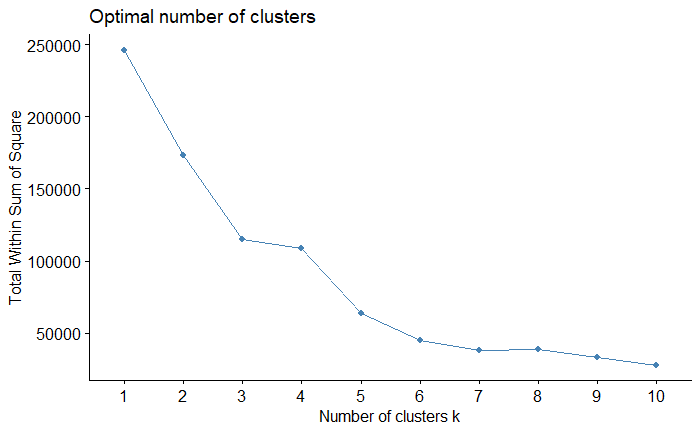 Optimal number of clusters
Total Within Sum of Square
250000
200000
150000
100000
50000
1 2 3 4 5 6 7 8 9 10
Number of clusters k